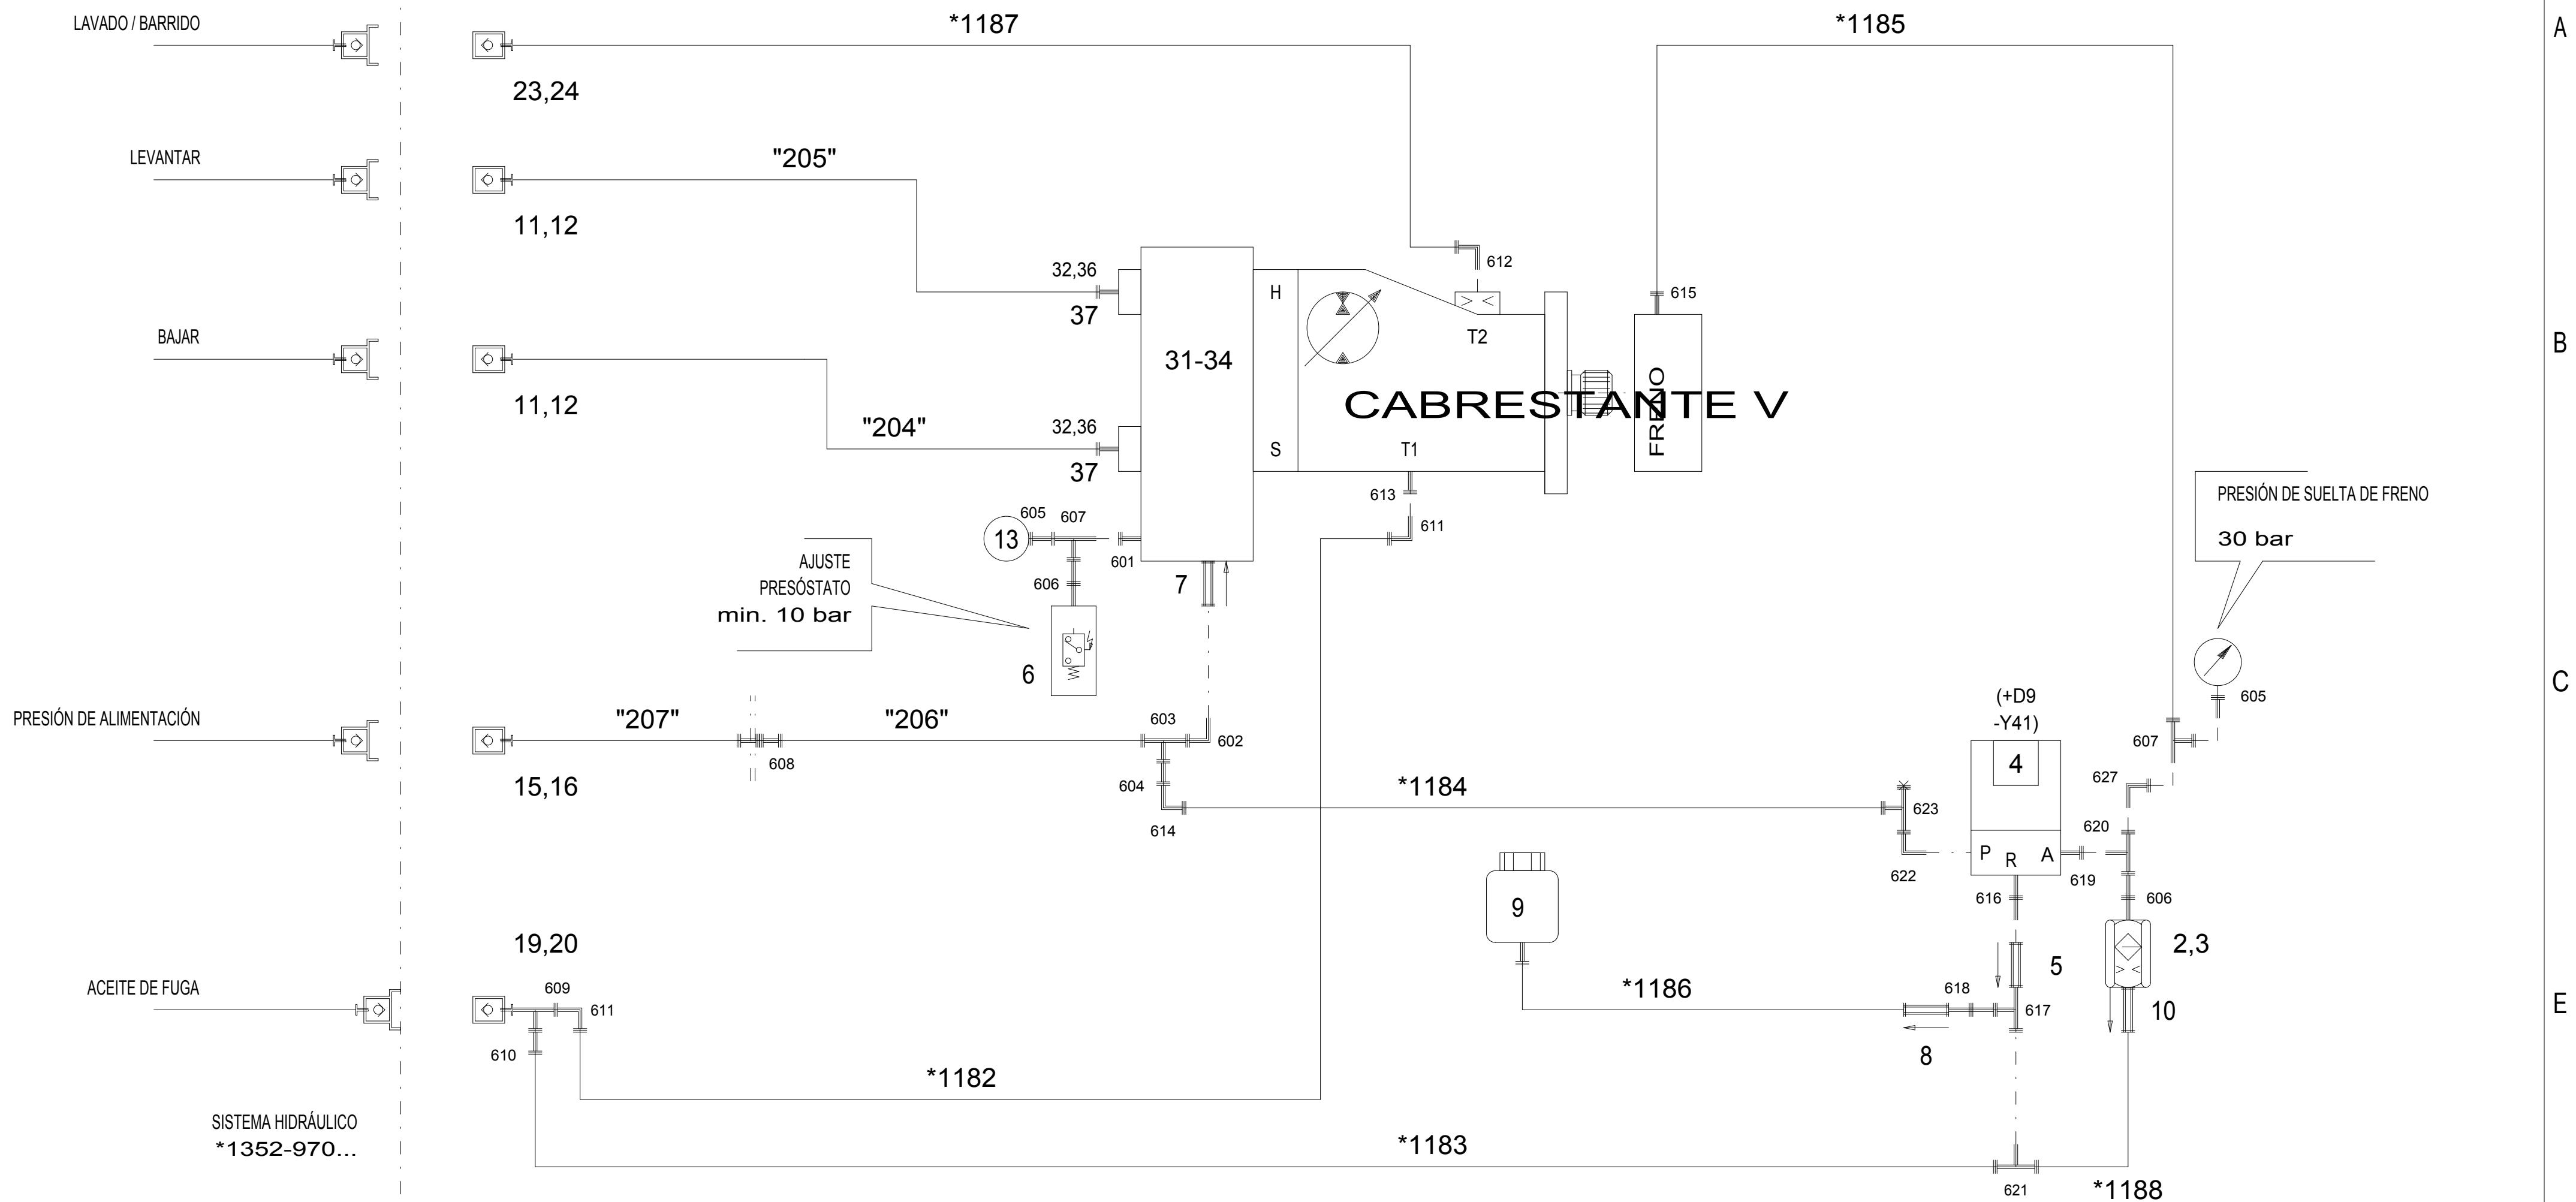 LAVADO / BARRIDO
*1187
*1185
A
23,24
LEVANTAR
"205"
11,12
32,36
37
H
612
T2
615
BAJAR
31-34
B
11,12
"204"
32,36
37
S
T1
CABRESTANTE V
FRENO
613
611
13
605
607
601
606
AJUSTE
PRESÓSTATO
min. 10 bar
7
6
PRESIÓN DE SUELTA DE FRENO
30 bar
PRESIÓN DE ALIMENTACIÓN
"207"
"206"
603
602
608
15,16
604
614
*1184
(+D9
-Y41)
4
605
607
C
627
623
620
P
R
A
622
619
616
606
9
2,3
19,20
5
ACEITE DE FUGA
609
611
*1186
618
617
10
E
610
8
*1182
SISTEMA HIDRÁULICO
*1352-970...
*1183
621
*1188